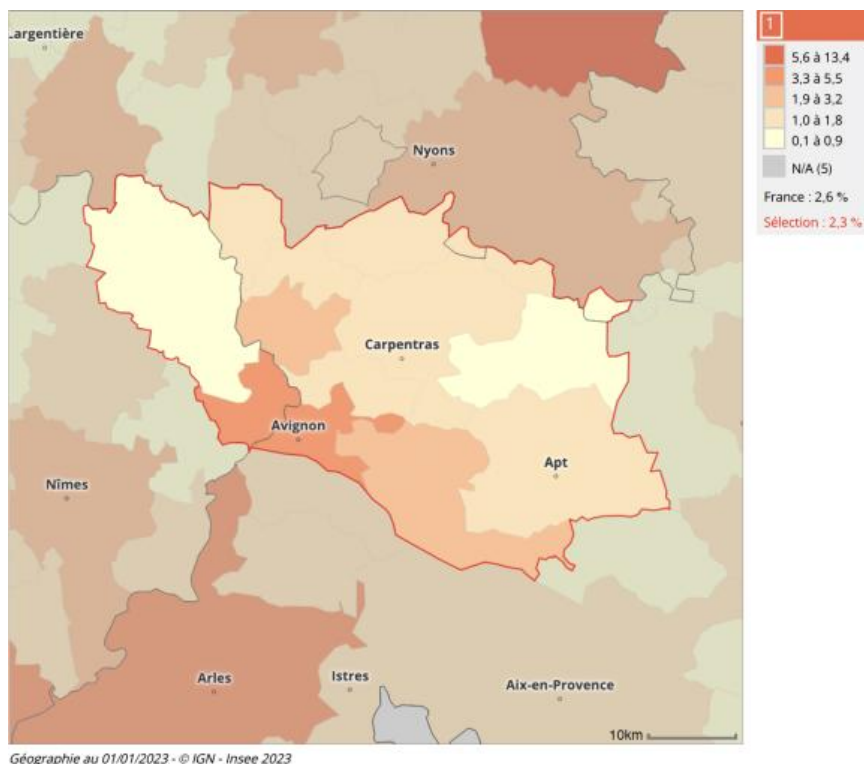 Largentière
Nyons
Carpentras
Avignon
Apt
Nîmes
Arles
Istres
Aix-en-Provence
10km
1
5,6 à 13,4
3,3 à 5,5
1,9 à 3,2
1,0 à 1,8
0,1 à 0,9
N/A (5)
France : 2,6 %
Sélection : 2,3 %
Géographie au 01/01/2023 - © IGN - Insee 2023